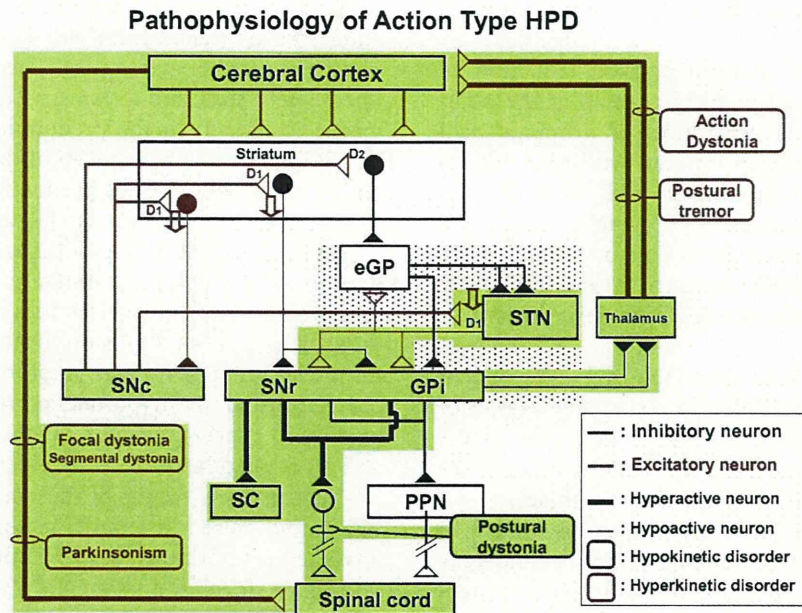 Pathophysiology of Action Type HPD
Cerebral Cortex
Action
Dystonia
Striatum
D2
D1
D1
Postural
tremor
eGP
D1
STN
Thalamus
SNc
SNr
GPi
Focal dystonia
Segmental dystonia
SC
PPN
Postural
dystonia
Parkinsonism
Spinal cord
: Inhibitory neuron
: Excitatory neuron
: Hyperactive neuron
: Hypoactive neuron
: Hypokinetic disorder
: Hyperkinetic disorder